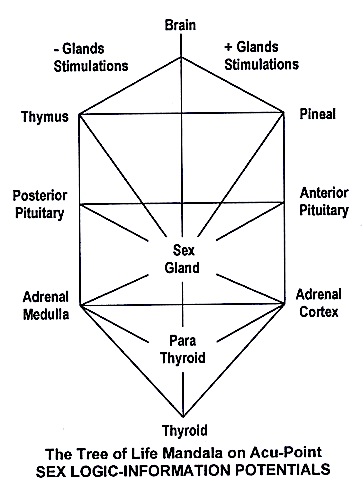 Brain
- Glands
Stimulations
+ Glands
Stimulations
Thymus
Pineal
Posterior
Pituitary
Anterior
Pituitary
Sex
Gland
Adrenal
Medulla
Adrenal
Cortex
Para
Thyroid
Thyroid
The Tree of Life Mandala on Acu-Point
SEX LOGIC-INFORMATION POTENTIALS